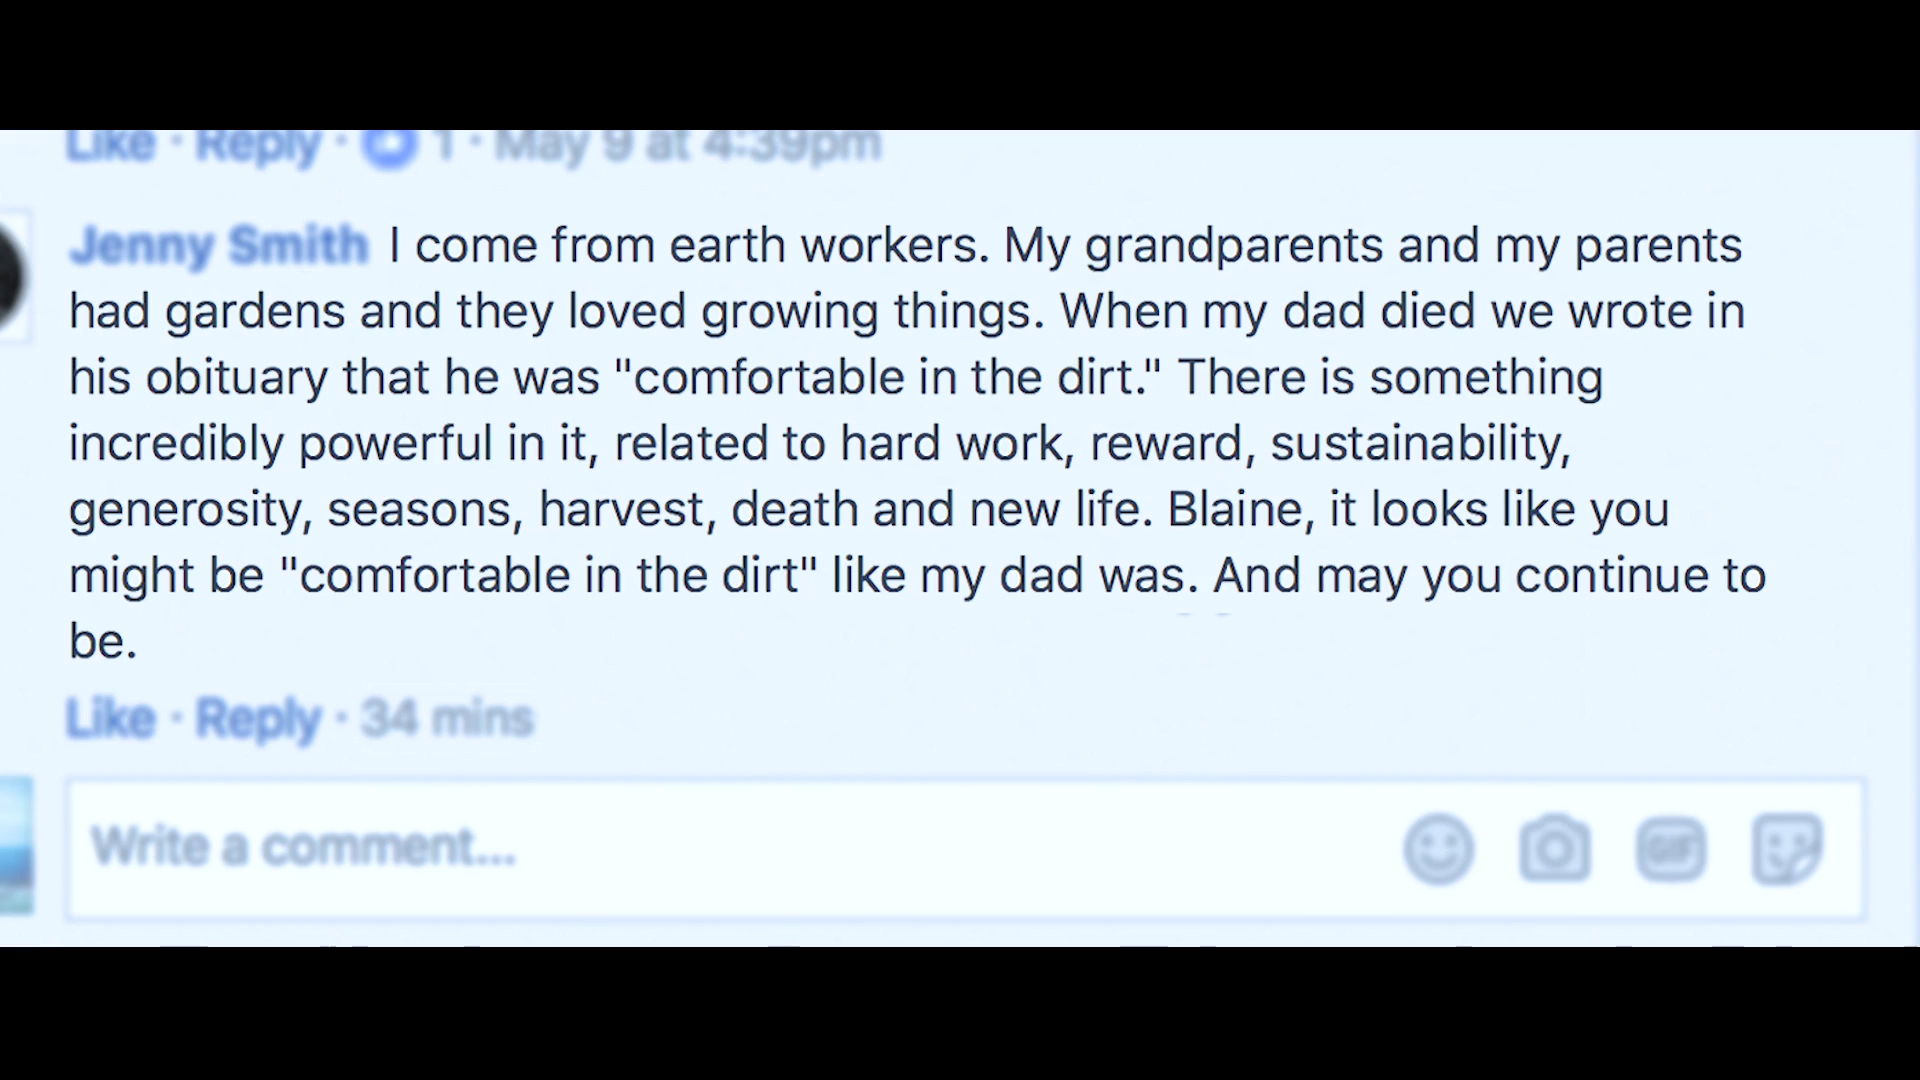 Like · Reply · 1 · May 9 at 4:39pm
Jenny Smith I come from earth workers. My grandparents and my parents
had gardens and they loved growing things. When my dad died we wrote in
his obituary that he was "comfortable in the dirt." There is something
incredibly powerful in it, related to hard work, reward, sustainability,
generosity, seasons, harvest, death and new life. Blaine, it looks like you
might be "comfortable in the dirt" like my dad was. And may you continue to
be.
Like · Reply · 34 mins
Write a comment...
GIF